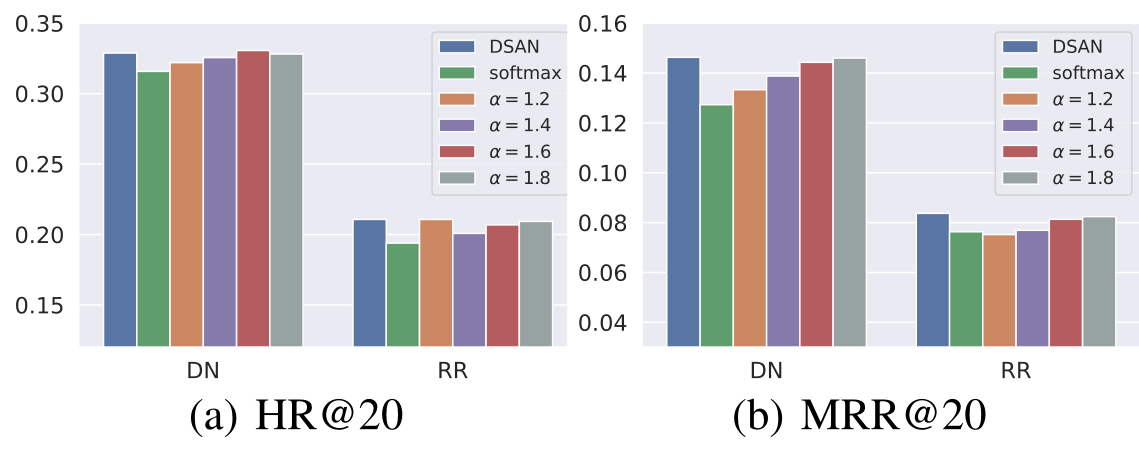 0.35
0.30
0.25
0.20
0.15
DSAN
softmax
α = 1.2
α = 1.4
α = 1.6
α = 1.8
DN RR
(a) HR@20
0.16
0.14
0.12
0.10
0.08
0.06
0.04
DSAN
softmax
α = 1.2
α = 1.4
α = 1.6
α = 1.8
DN RR
(b) MRR@20